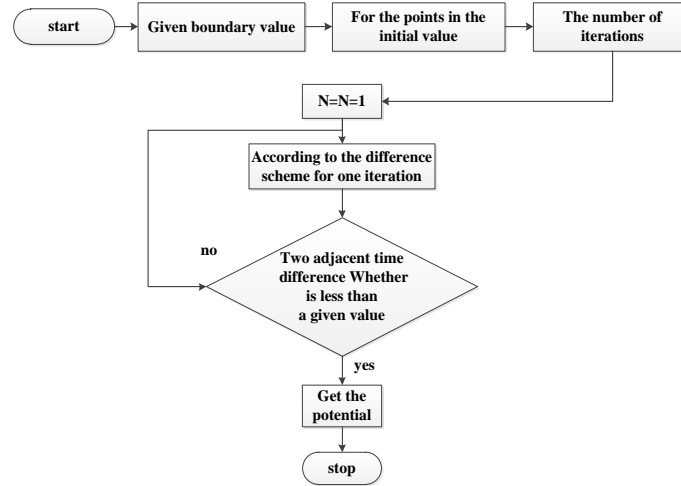 start
Given boundary value
For the points in the
initial value
The number of
iterations
N=N=1
According to the difference
scheme for one iteration
no
Two adjacent time
difference Whether
is less than
a given value
yes
Get the
potential
stop